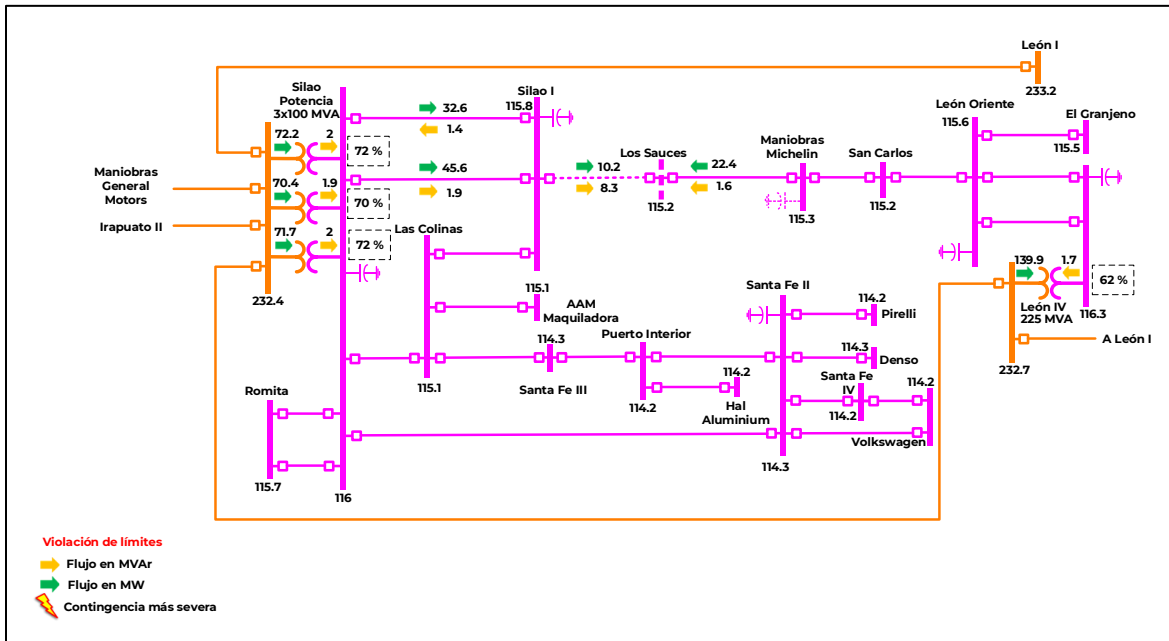 León I
233.2
Silao
Potencia
3x100 MVA
Silao I
115.8
32.6
1.4
León Oriente
115.6
El Granjeno
115.5
72.2
2
72 %
Maniobras
General
Motors
70.4
1.9
70 %
45.6
1.9
10.2
8.3
Los Sauces
115.2
22.4
1.6
Maniobras
Michelin
115.3
San Carlos
115.2
Irapuato II
71.7
2
72 %
232.4
Las Colinas
115.1
AAM
Maquiladora
Santa Fe II
114.2
Pirelli
139.9
1.7
62 %
León IV
225 MVA
116.3
A León I
232.7
114.3
Santa Fe III
Puerto Interior
114.2
114.2
Hal
Aluminium
114.3
Denso
Santa Fe
IV
114.2
114.2
Volkswagen
115.1
114.3
Romita
115.7
116
Violación de límites
Flujo en MVAr
Flujo en MW
Contingencia más severa